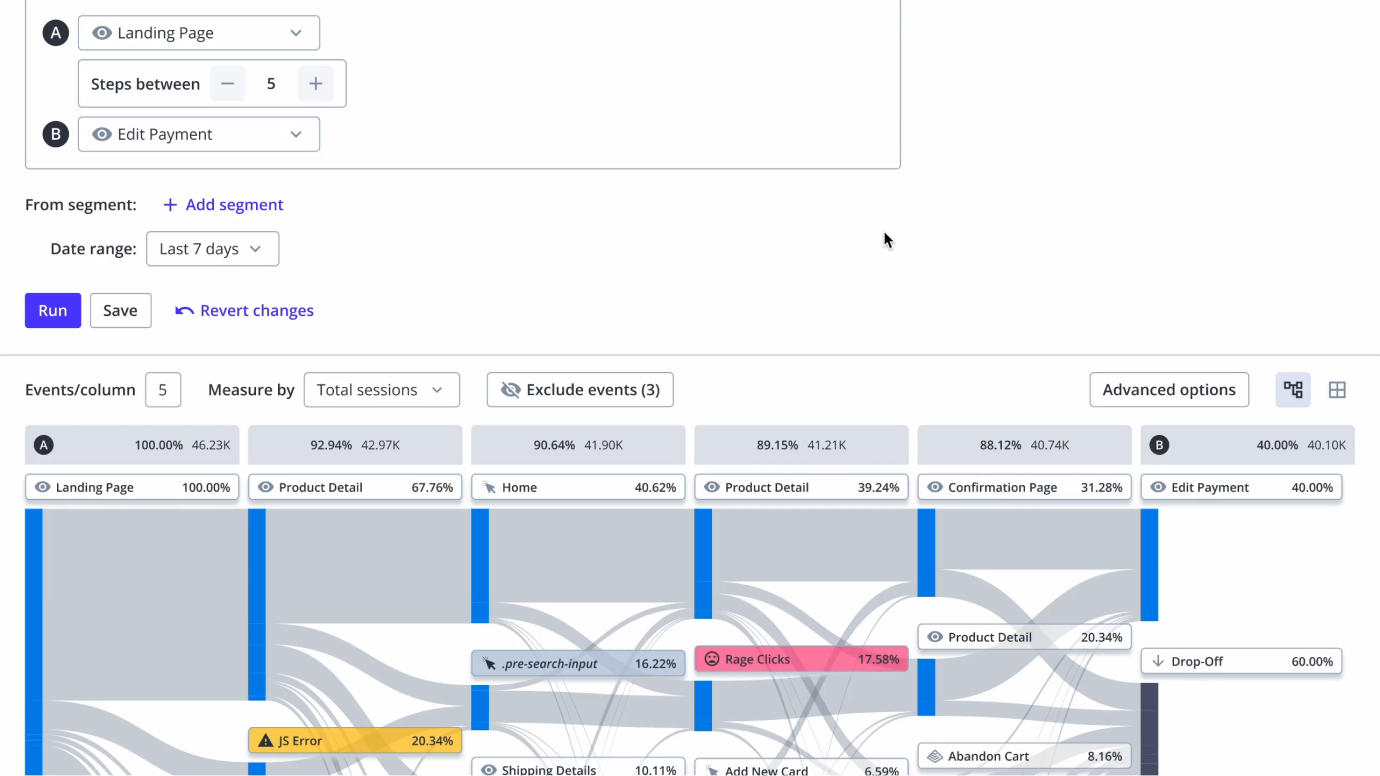 A Landing Page
Steps between 5
B Edit Payment
From segment: Add segment
Date range: Last 7 days
Run Save Revert changes
Events/column 5 Measure by Total sessions Exclude events (3) Advanced options
A 100.00% 46.23K 92.94% 42.97K 90.64% 41.90K 89.15% 41.21K 88.12% 40.74K B 40.00% 40.10K
Landing Page 100.00% Product Detail 67.76% Home 40.62% Product Detail 39.24% Confirmation Page 31.28% Edit Payment 40.00%
Product Detail 20.34%
.pre-search-input 16.22% Rage Clicks 17.58% Drop-Off 60.00%
JS Error 20.34%
Abandon Cart 8.16%
Shipping Details 10.11% Add New Card 6.59%